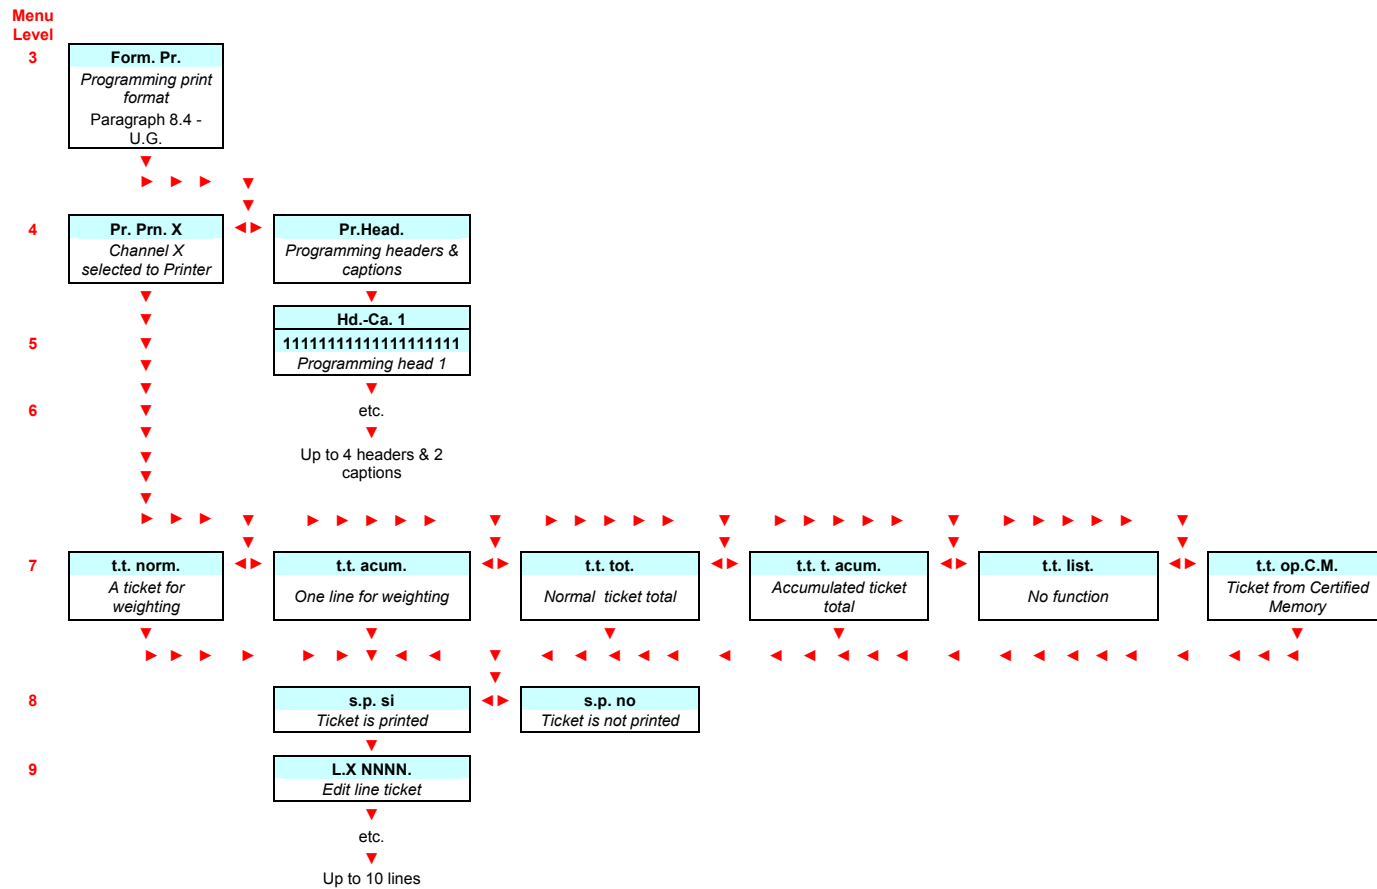 Menu
Level
3
Form. Pr.
Programming print
format
Paragraph 8.4 -
U.G.
4
Pr. Prn. X
Channel X
selected to Printer
Pr.Head.
Programming headers &
captions
Hd.-Ca. 1
5
11111111111111111111
Programming head 1
6
etc.
Up to 4 headers & 2
captions
7
t.t. norm.
A ticket for
weighting
t.t. acum.
One line for weighting
t.t. tot.
Normal ticket total
t.t. t. acum.
Accumulated ticket
total
t.t. list.
No function
t.t. op.C.M.
Ticket from Certified
Memory
8
s.p. si
Ticket is printed
s.p. no
Ticket is not printed
9
L.X NNNN.
Edit line ticket
etc.
Up to 10 lines